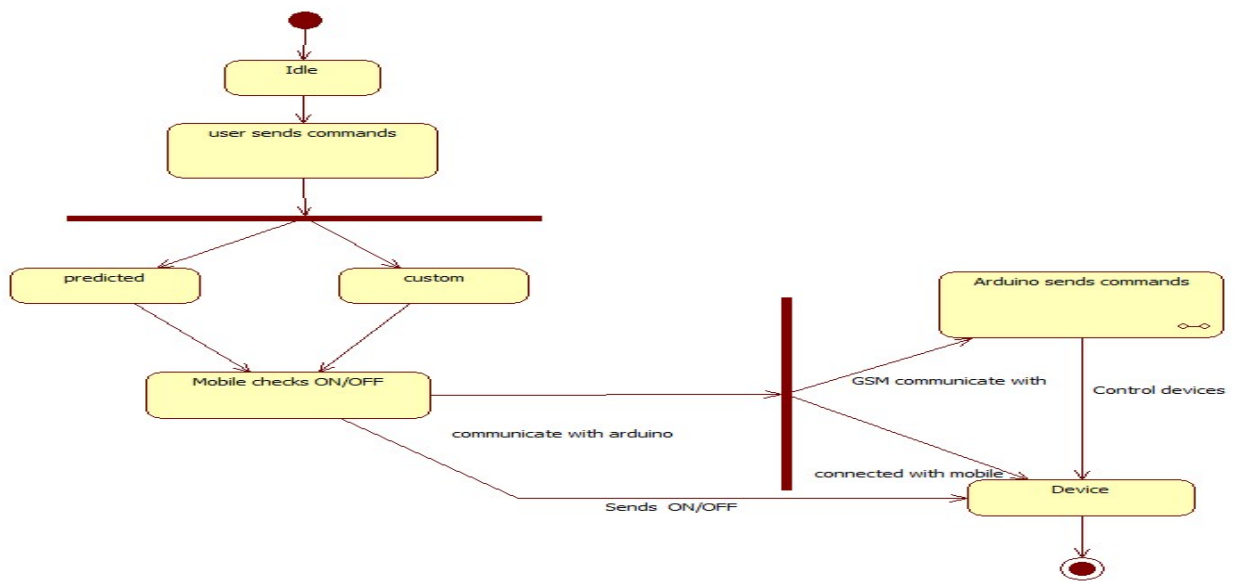 Idle
user sends commands
predicted
custom
Arduino sends commands
Mobile checks ON/OFF
GSM communicate with
Control devices
communicate with arduino
connected with mobile
Device
Sends ON/OFF